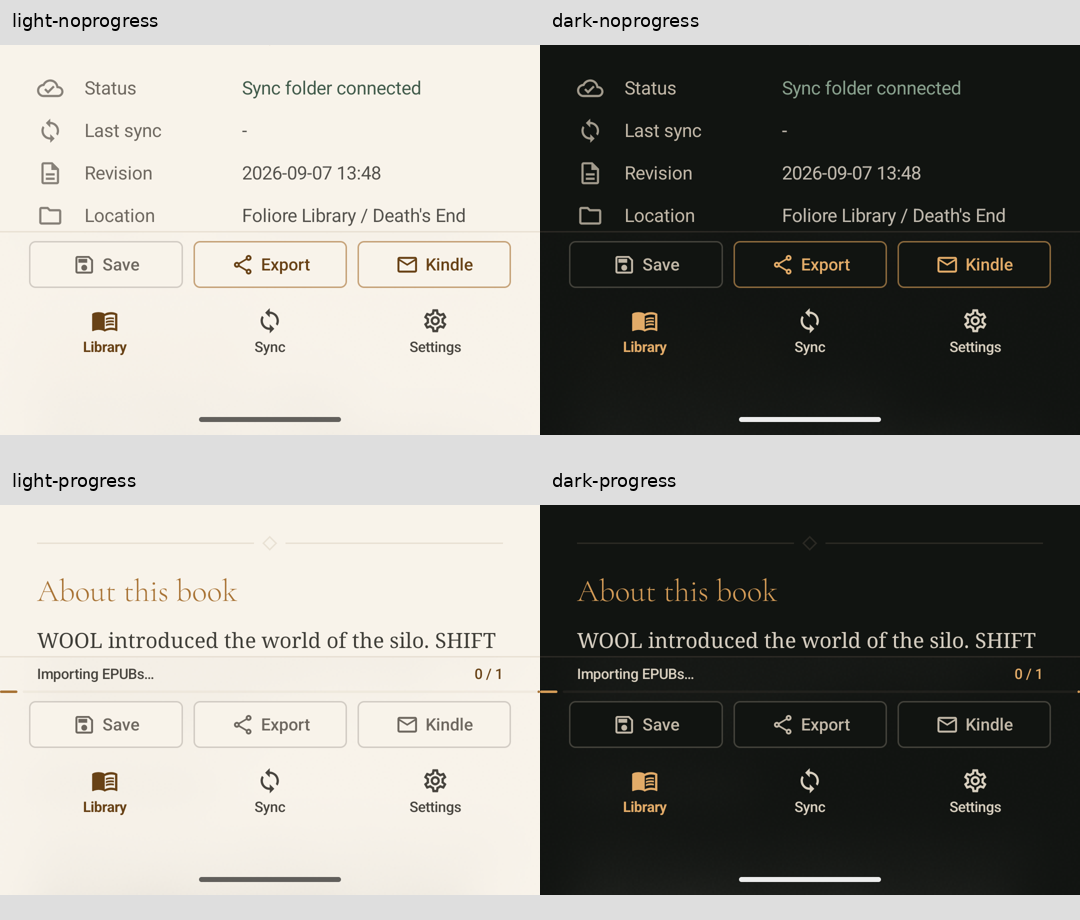 light-noprogress
Status Sync folder connected
Last sync -
Revision 2026-09-07 13:48
Location Foliore Library / Death's End
Save Export Kindle
Library Sync Settings
dark-noprogress
Status Sync folder connected
Last sync -
Revision 2026-09-07 13:48
Location Foliore Library / Death's End
Save Export Kindle
Library Sync Settings
light-progress
About this book
WOOL introduced the world of the silo. SHIFT
Importing EPUBs... 0 / 1
Save Export Kindle
Library Sync Settings
dark-progress
About this book
WOOL introduced the world of the silo. SHIFT
Importing EPUBs... 0 / 1
Save Export Kindle
Library Sync Settings